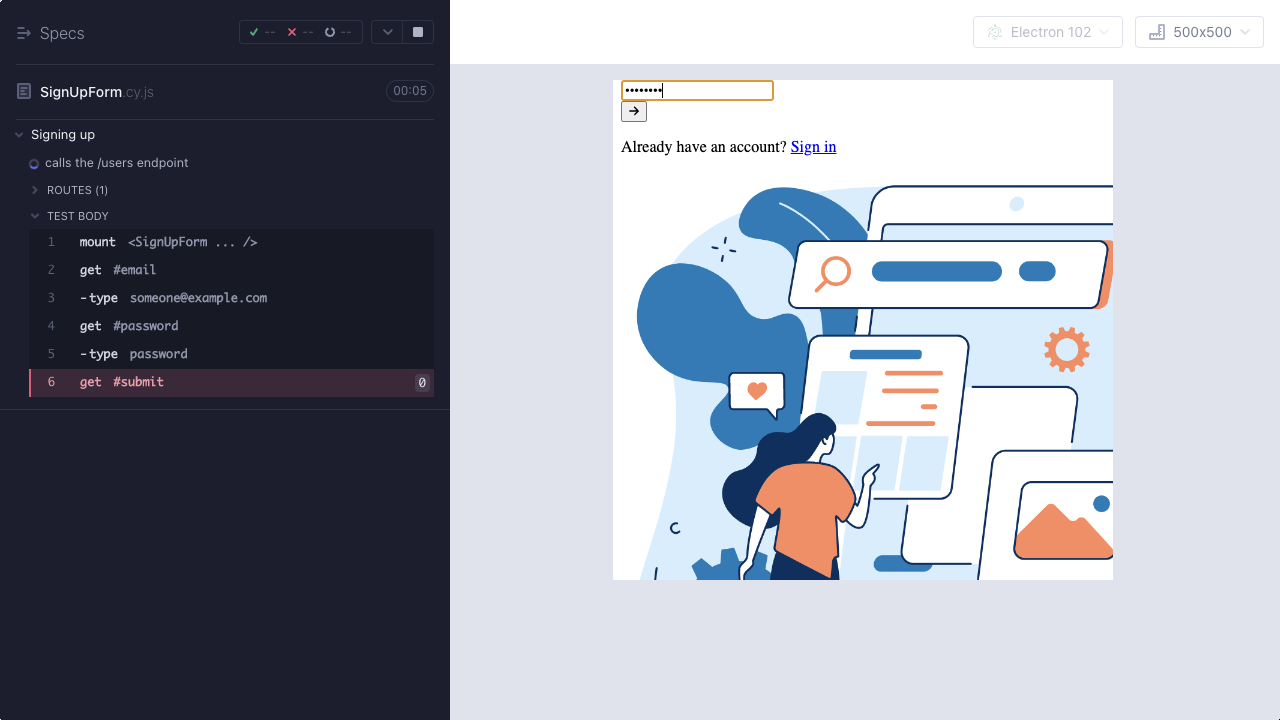 Specs
-- -- --
SignUpForm.cy.js
00:05
Signing up
calls the /users endpoint
ROUTES (1)
TEST BODY
1 mount <SignUpForm ... />
2 get #email
3 -type someone@example.com
4 get #password
5 -type password
6 get #submit 0
Electron 102
500x500
••••••••
Already have an account? Sign in